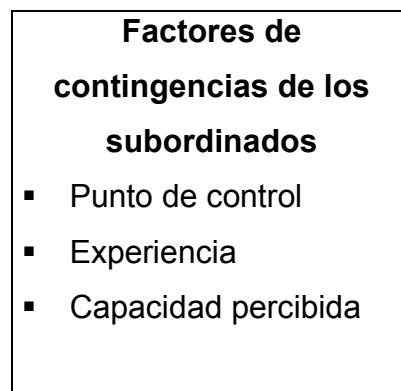 Factores de
contingencias de los
subordinados
▪ Punto de control
▪ Experiencia
▪ Capacidad percibida